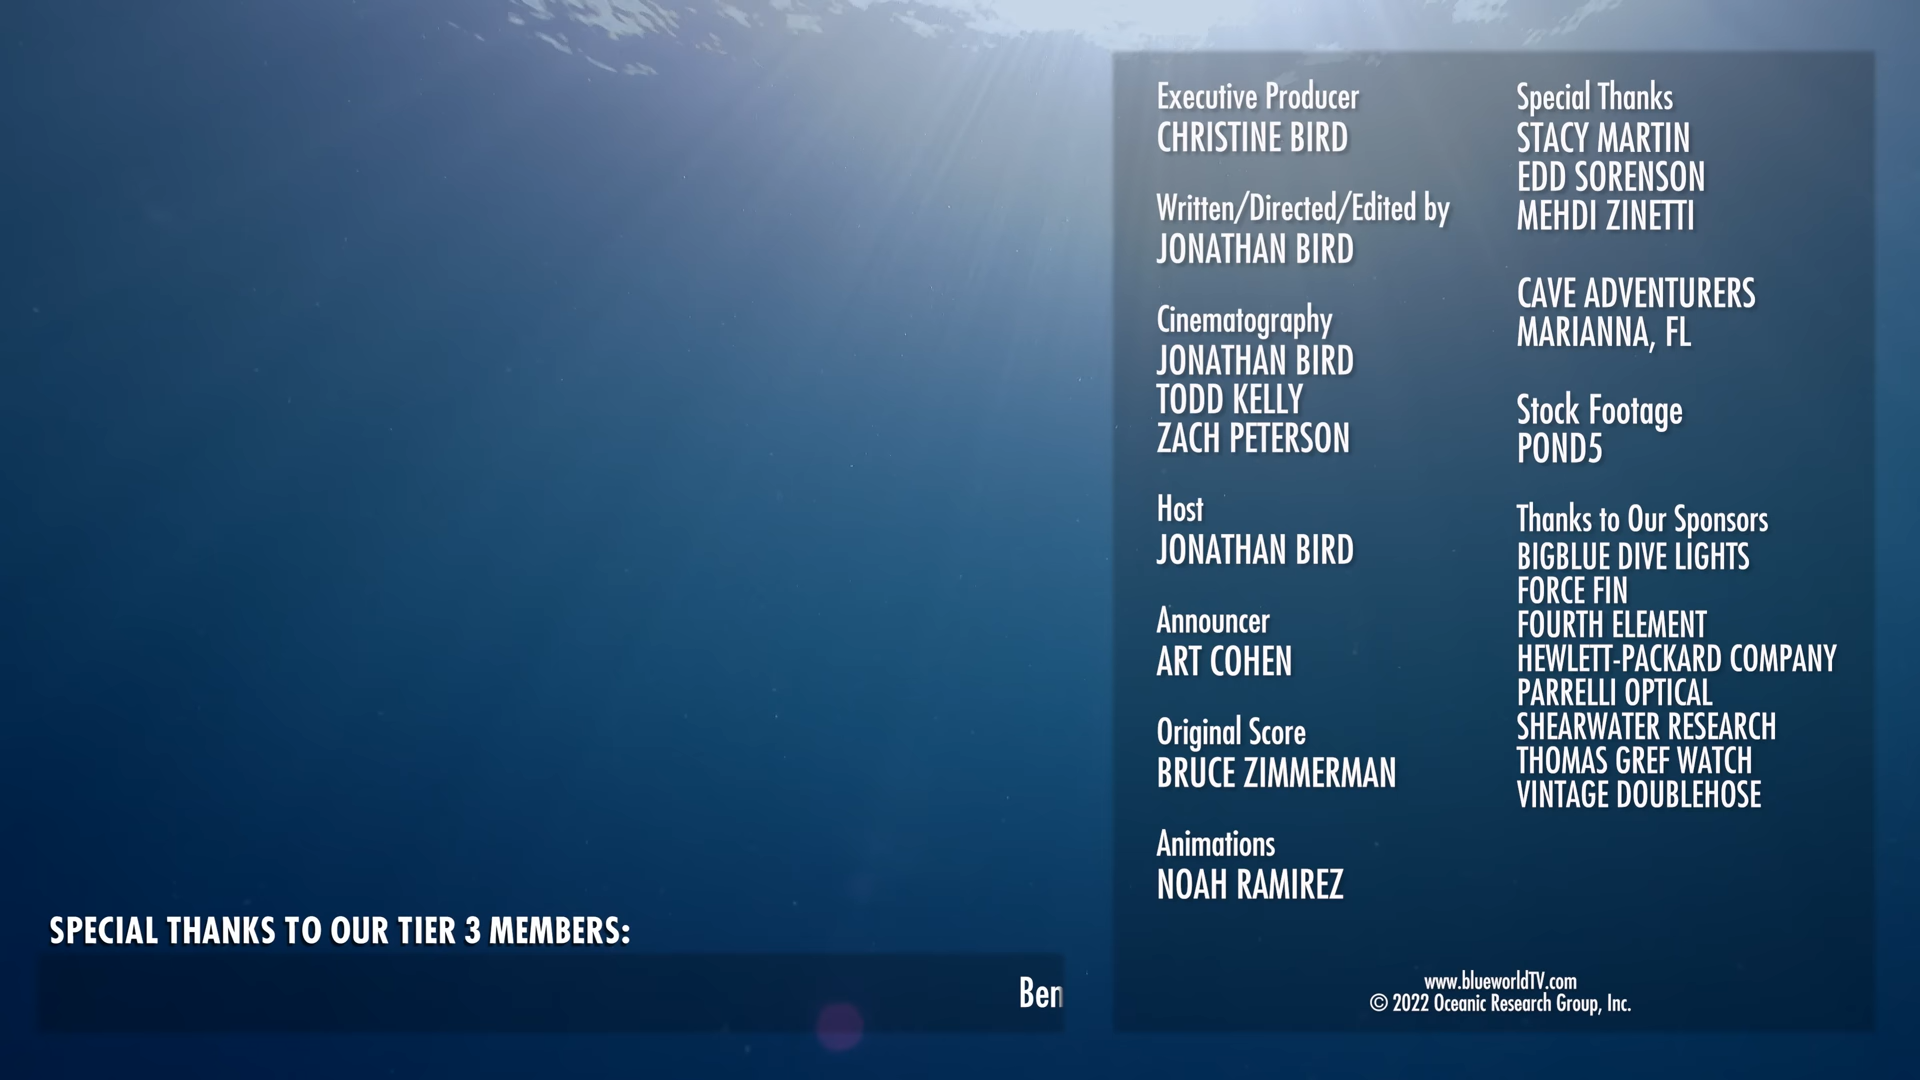 Executive Producer
CHRISTINE BIRD
Written/Directed/Edited by
JONATHAN BIRD
Cinematography
JONATHAN BIRD
TODD KELLY
ZACH PETERSON
Host
JONATHAN BIRD
Announcer
ART COHEN
Original Score
BRUCE ZIMMERMAN
Animations
NOAH RAMIREZ
Special Thanks
STACY MARTIN
EDD SORENSON
MEHDI ZINETTI
CAVE ADVENTURERS
MARIANNA, FL
Stock Footage
POND5
Thanks to Our Sponsors
BIGBLUE DIVE LIGHTS
FORCE FIN
FOURTH ELEMENT
HEWLETT-PACKARD COMPANY
PARRELLI OPTICAL
SHEARWATER RESEARCH
THOMAS GREF WATCH
VINTAGE DOUBLEHOSE
www.blueworldTV.com
© 2022 Oceanic Research Group, Inc.
SPECIAL THANKS TO OUR TIER 3 MEMBERS:
Ben